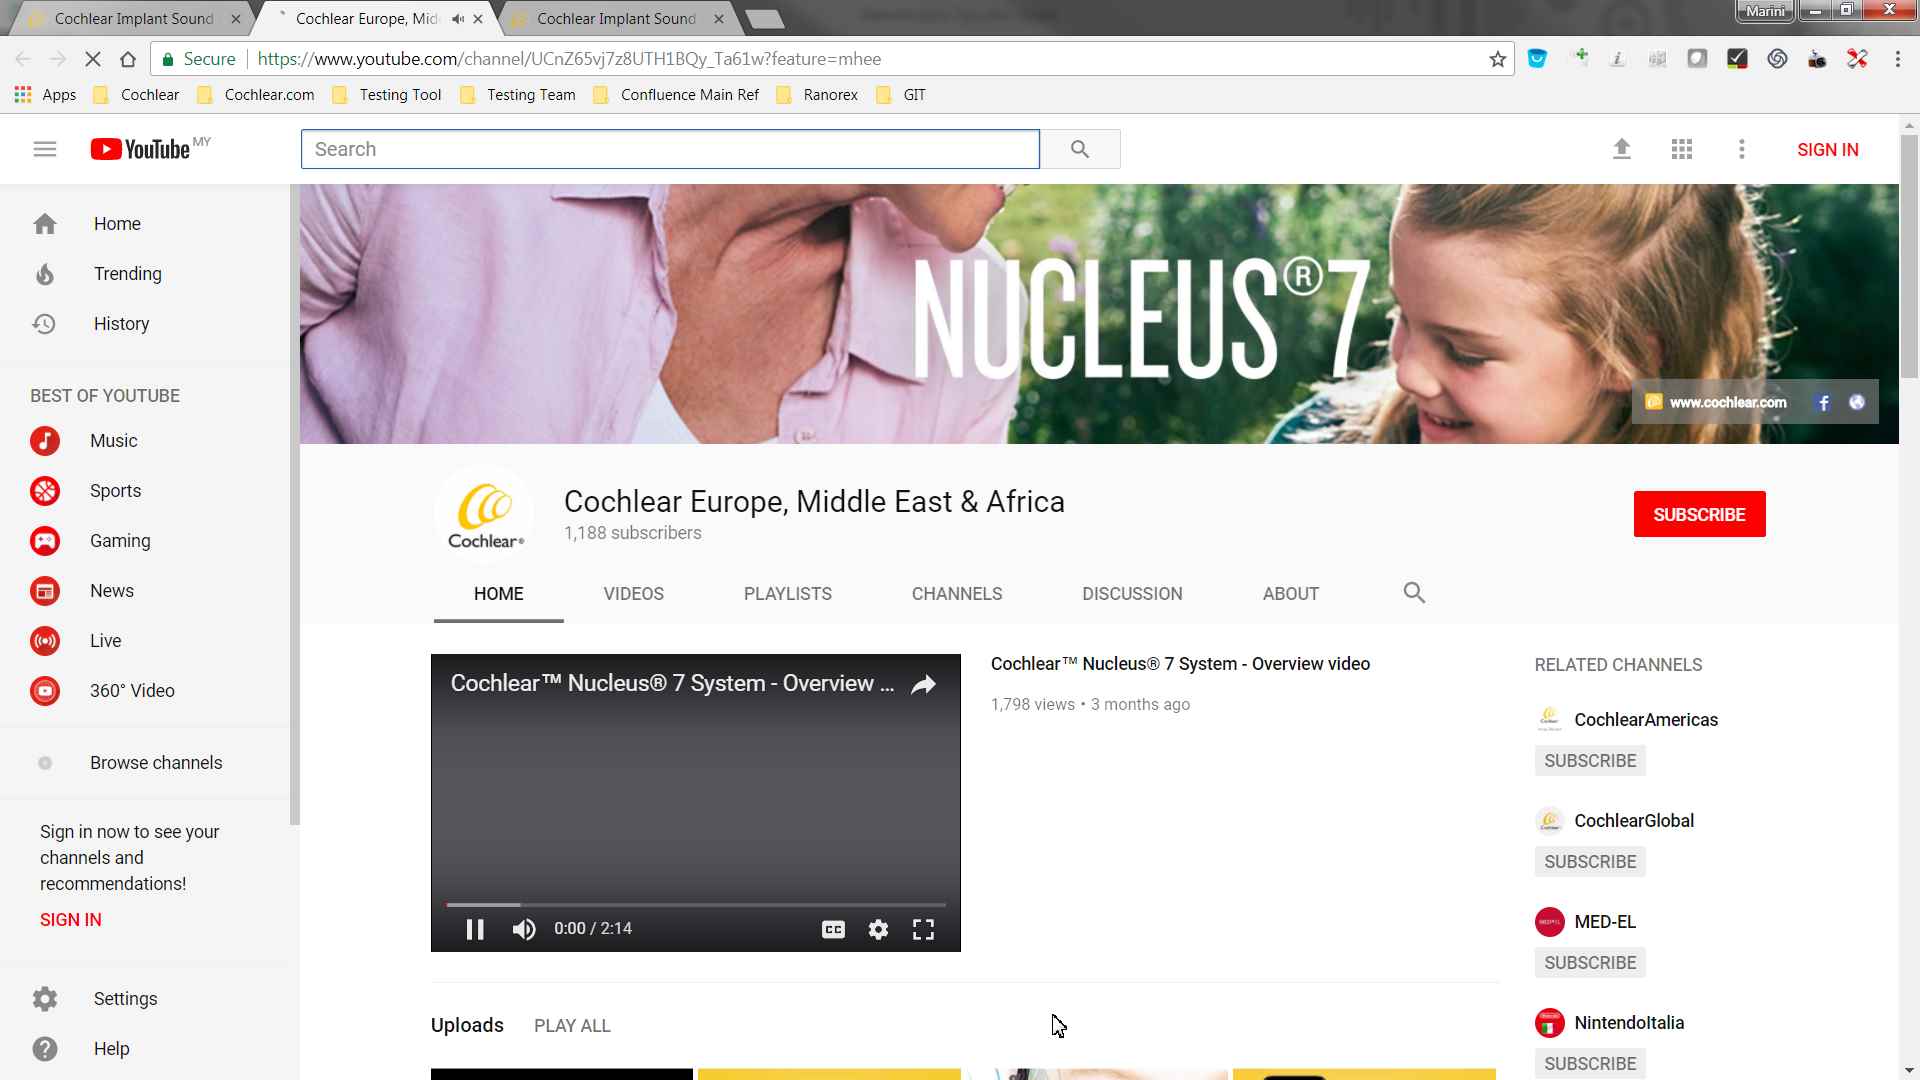 Cochlear Implant Sound
Cochlear Europe, Mid
Cochlear Implant Sound
Marini
Secure
https://www.youtube.com/channel/UCnZ65vj7z8UTH1BQy_Ta61w?feature=mhee
Apps
Cochlear
Cochlear.com
Testing Tool
Testing Team
Confluence Main Ref
Ranorex
GIT
YouTube MY
Search
SIGN IN
Home
Trending
History
BEST OF YOUTUBE
Music
Sports
Gaming
News
Live
360° Video
Browse channels
Sign in now to see your
channels and
recommendations!
SIGN IN
Settings
Help
NUCLEUS® 7
www.cochlear.com
Cochlear®
Cochlear Europe, Middle East & Africa
1,188 subscribers
SUBSCRIBE
HOME
VIDEOS
PLAYLISTS
CHANNELS
DISCUSSION
ABOUT
Cochlear™ Nucleus® 7 System - Overview ...
0:00 / 2:14
CC
Cochlear™ Nucleus® 7 System - Overview video
1,798 views • 3 months ago
Uploads
PLAY ALL
RELATED CHANNELS
CochlearAmericas
SUBSCRIBE
CochlearGlobal
SUBSCRIBE
MED-EL
SUBSCRIBE
NintendoItalia
SUBSCRIBE